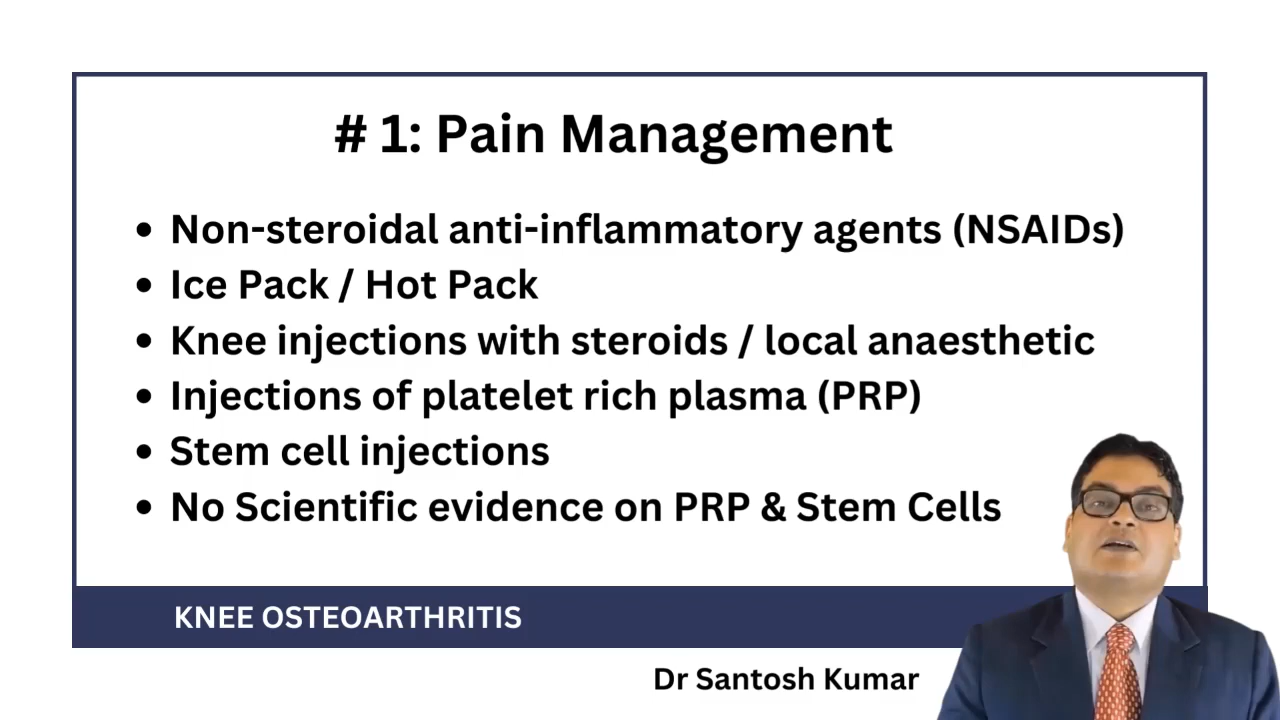 # 1: Pain Management
• Non-steroidal anti-inflammatory agents (NSAIDs)
• Ice Pack / Hot Pack
• Knee injections with steroids / local anaesthetic
• Injections of platelet rich plasma (PRP)
• Stem cell injections
• No Scientific evidence on PRP & Stem Cells
KNEE OSTEOARTHRITIS
Dr Santosh Kumar